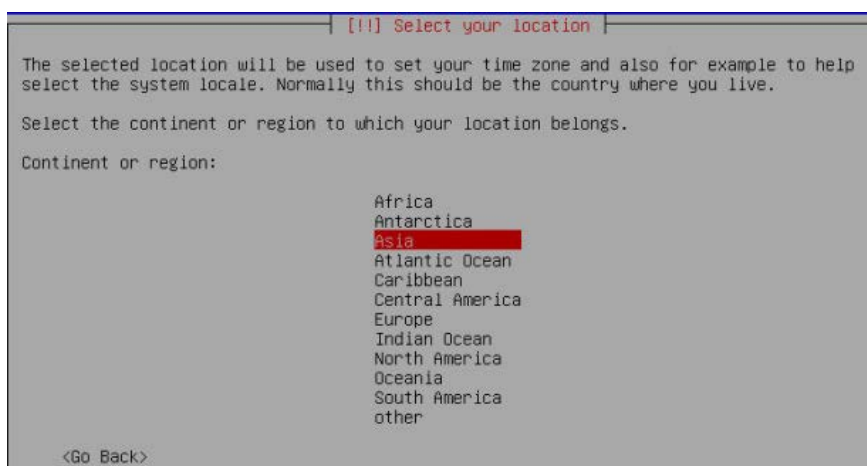 [!!] Select your location
The selected location will be used to set your time zone and also for example to help
select the system locale. Normally this should be the country where you live.
Select the continent or region to which your location belongs.
Continent or region:
Africa
Antarctica
Asia
Atlantic Ocean
Caribbean
Central America
Europe
Indian Ocean
North America
Oceania
South America
other
<Go Back>